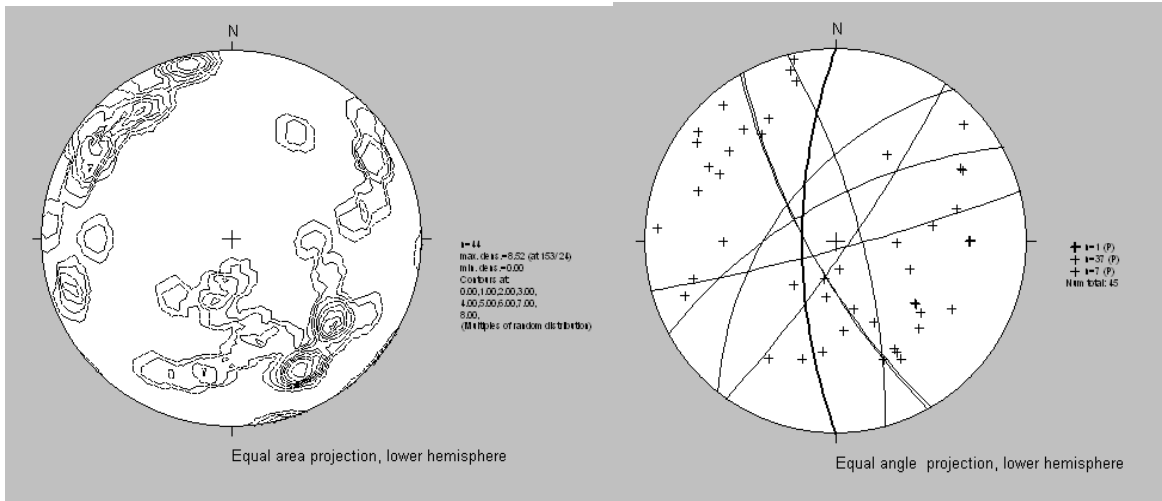 N
n=44
max. dens.=8.52 (at 153/24)
min. dens.=0.00
Contours at:
0.00,1.00,2.00,3.00,
4.00,5.00,6.00,7.00,
8.00,
(Multiples of random distribution)
Equal area projection, lower hemisphere
N
n=1 (P)
n=37 (P)
n=7 (P)
Num total: 45
Equal angle projection, lower hemisphere